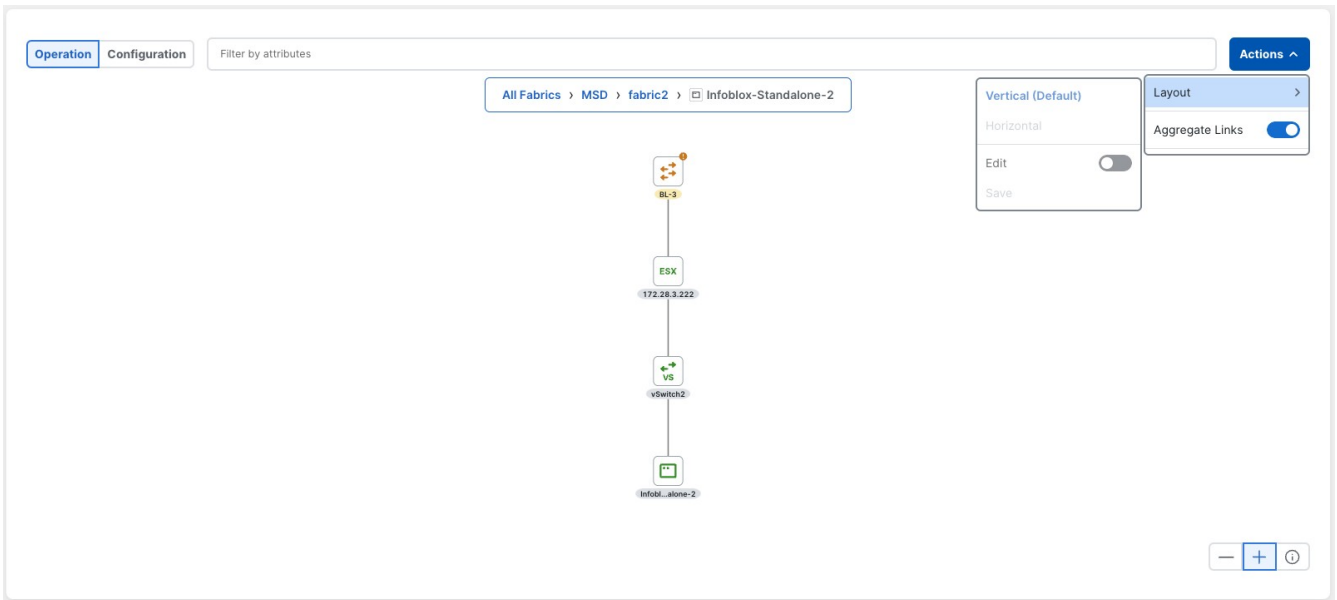 Operation Configuration Filter by attributes Actions
All Fabrics > MSD > fabric2 > Infoblox-Standalone-2
Vertical (Default)
Horizontal
Edit
Save
Layout
Aggregate Links
BL-3
ESX
172.28.3.222
VS
vSwitch2
Infobl...alone-2